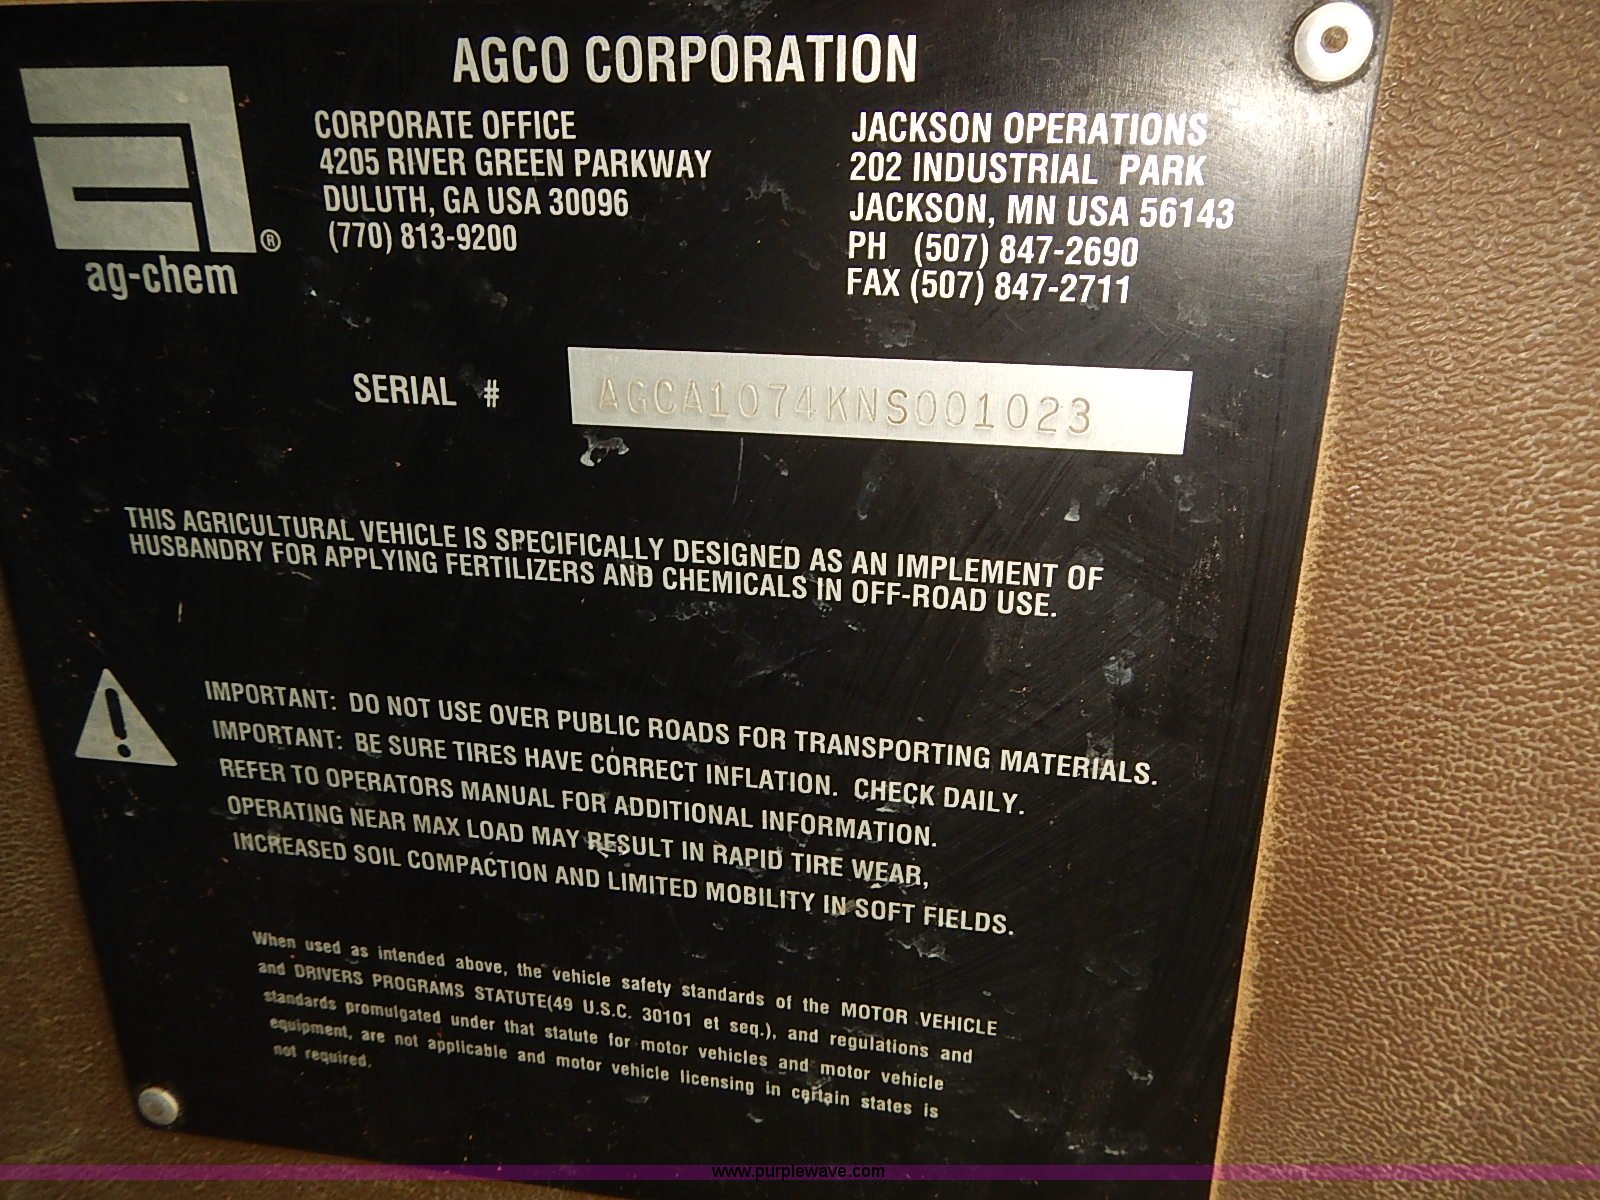 AGCO CORPORATION
CORPORATE OFFICE
4205 RIVER GREEN PARKWAY
DULUTH, GA USA 30096
(770) 813-9200
JACKSON OPERATIONS
202 INDUSTRIAL PARK
JACKSON, MN USA 56143
PH (507) 847-2690
FAX (507) 847-2711
®
ag-chem
SERIAL # AGCA1074KNS001023
THIS AGRICULTURAL VEHICLE IS SPECIFICALLY DESIGNED AS AN IMPLEMENT OF
HUSBANDRY FOR APPLYING FERTILIZERS AND CHEMICALS IN OFF-ROAD USE.
IMPORTANT: DO NOT USE OVER PUBLIC ROADS FOR TRANSPORTING MATERIALS.
IMPORTANT: BE SURE TIRES HAVE CORRECT INFLATION. CHECK DAILY.
REFER TO OPERATORS MANUAL FOR ADDITIONAL INFORMATION.
OPERATING NEAR MAX LOAD MAY RESULT IN RAPID TIRE WEAR,
INCREASED SOIL COMPACTION AND LIMITED MOBILITY IN SOFT FIELDS.
When used as intended above, the vehicle safety standards of the MOTOR VEHICLE
and DRIVERS PROGRAMS STATUTE(49 U.S.C. 30101 et seq.), and regulations and
standards promulgated under that statute for motor vehicles and motor vehicle
equipment, are not applicable and motor vehicle licensing in certain states is
not required.
www.purplewave.com